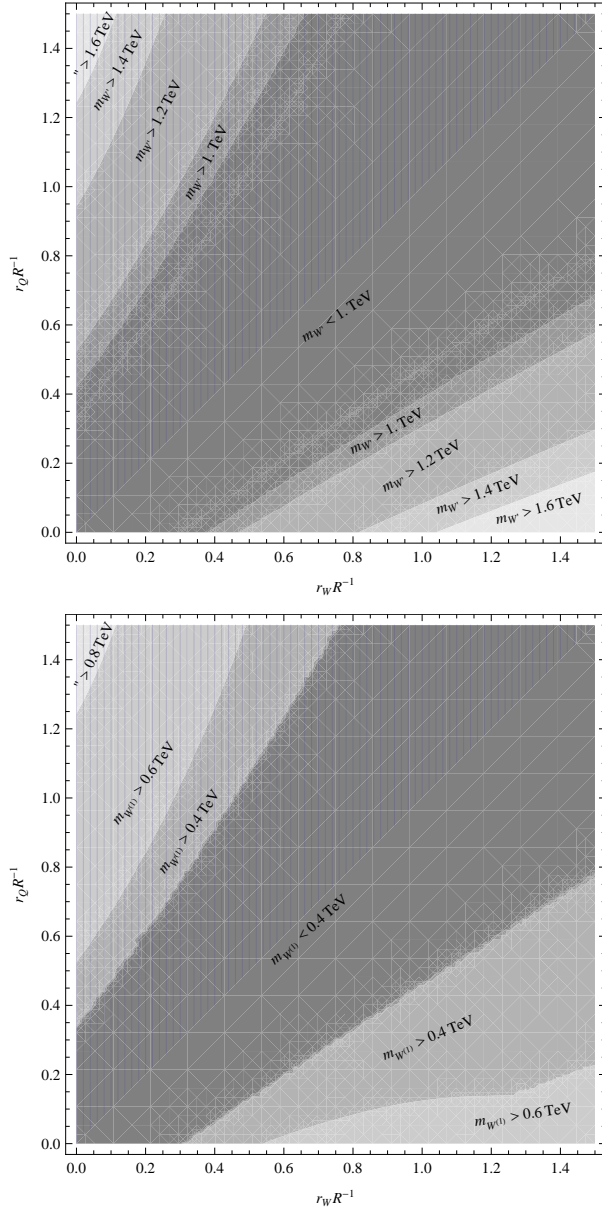 1.4
1.2
1.0
0.8
0.6
0.4
0.2
0.0
r_Q R^{-1}
" > 1.6 TeV
m_{W'} > 1.4 TeV
m_{W'} > 1.2 TeV
m_{W'} > 1. TeV
m_{W'} < 1. TeV
m_{W'} > 1. TeV
m_{W'} > 1.2 TeV
m_{W'} > 1.4 TeV
m_{W'} > 1.6 TeV
0.0 0.2 0.4 0.6 0.8 1.0 1.2 1.4
r_W R^{-1}
1.4
1.2
1.0
0.8
0.6
0.4
0.2
0.0
r_Q R^{-1}
" > 0.8 TeV
m_{W^{(1)}} > 0.6 TeV
m_{W^{(1)}} > 0.4 TeV
m_{W^{(1)}} < 0.4 TeV
m_{W^{(1)}} > 0.4 TeV
m_{W^{(1)}} > 0.6 TeV
0.0 0.2 0.4 0.6 0.8 1.0 1.2 1.4
r_W R^{-1}